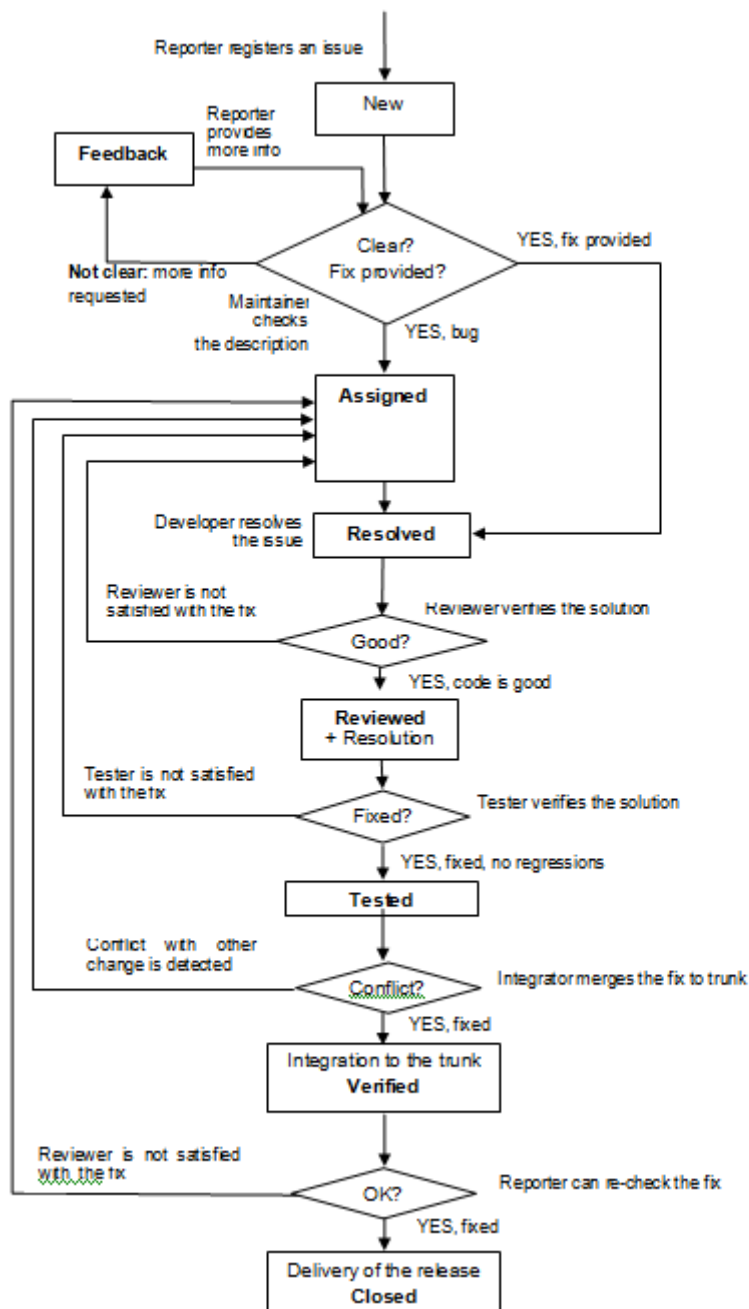 Reporter registers an issue
New
Reporter
provides
more info
Feedback
Clear?
Fix provided?
YES, fix provided
Not clear: more info
requested
Maintainer
checks
the description
YES, bug
Assigned
Developer resolves
the issue
Resolved
Reviewer is not
satisfied with the fix
Reviewer verifies the solution
Good?
YES, code is good
Reviewed
+ Resolution
Tester is not satisfied
with the fix
Tester verifies the solution
Fixed?
YES, fixed, no regressions
Tested
Conflict with other
change is detected
Conflict?
Integrator merges the fix to trunk
YES, fixed
Integration to the trunk
Verified
Reviewer is not satisfied
with the fix
OK?
Reporter can re-check the fix
YES, fixed
Delivery of the release
Closed